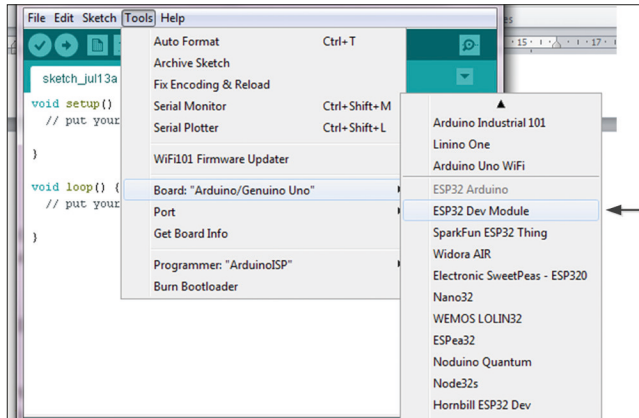 File Edit Sketch Tools Help
es
15 17
sketch_jul13a
void setup()
// put your
}
void loop() {
// put your
}
Auto Format Ctrl+T
Archive Sketch
Fix Encoding & Reload
Serial Monitor Ctrl+Shift+M
Serial Plotter Ctrl+Shift+L
WiFi101 Firmware Updater
Board: "Arduino/Genuino Uno"
Port
Get Board Info
Programmer: "ArduinoISP"
Burn Bootloader
Arduino Industrial 101
Linino One
Arduino Uno WiFi
ESP32 Arduino
ESP32 Dev Module
SparkFun ESP32 Thing
Widora AIR
Electronic SweetPeas - ESP320
Nano32
WEMOS LOLIN32
ESPea32
Noduino Quantum
Node32s
Hornbill ESP32 Dev